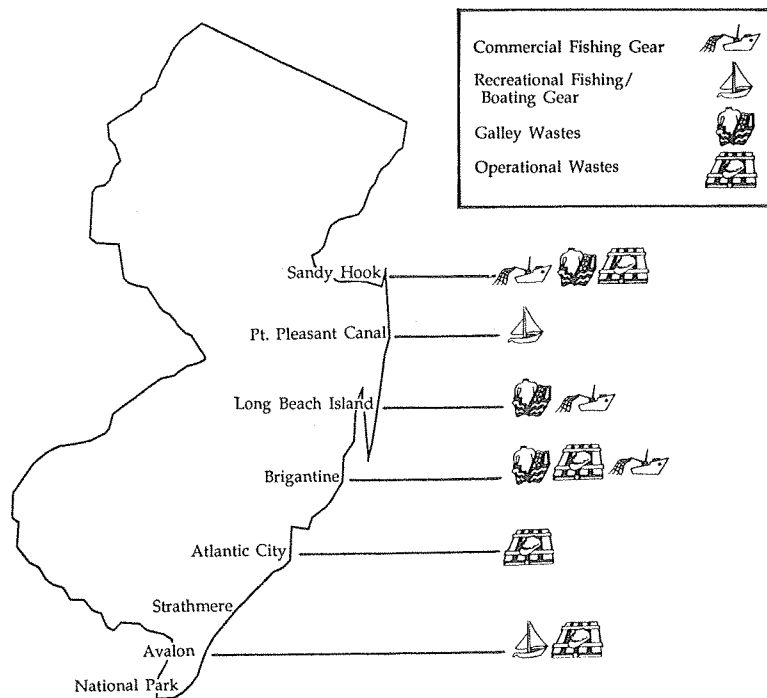 Commercial Fishing Gear
Recreational Fishing/
Boating Gear
Galley Wastes
Operational Wastes
Sandy Hook
Pt. Pleasant Canal
Long Beach Island
Brigantine
Atlantic City
Strathmere
Avalon
National Park